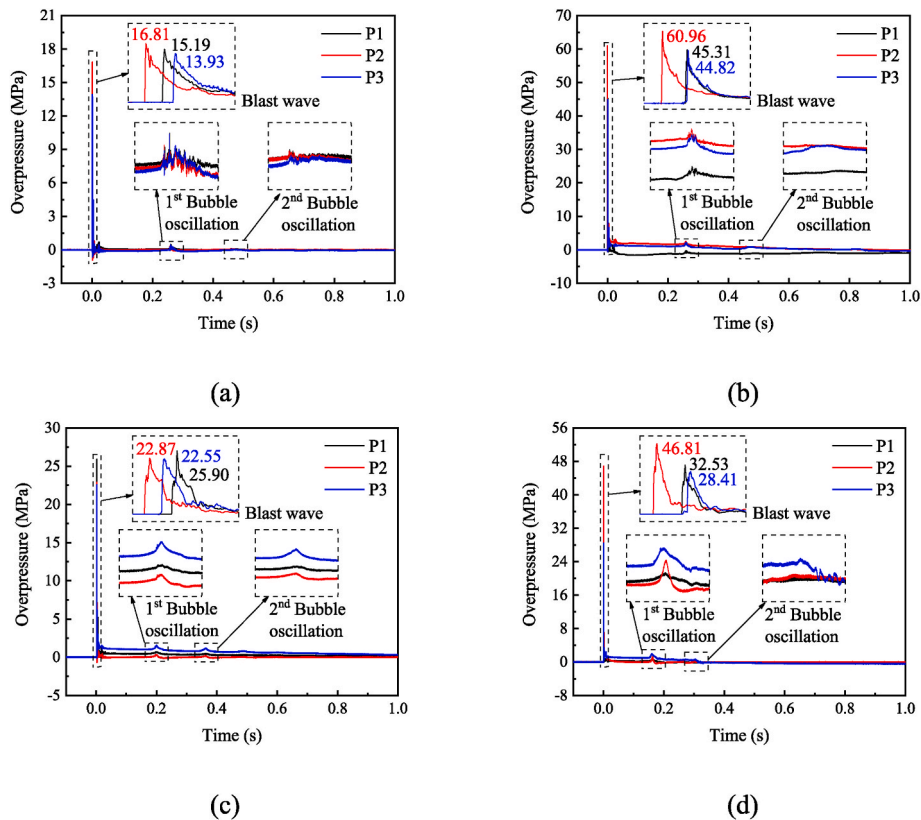 18
15
12
9
6
3
0
-3
Overpressure (MPa)
16.81
15.19
13.93
Blast wave
P1
P2
P3
1st Bubble
oscillation
2nd Bubble
oscillation
0.0 0.2 0.4 0.6 0.8 1.0
Time (s)
(a)
70
60
50
40
30
20
10
0
-10
Overpressure (MPa)
60.96
45.31
44.82
Blast wave
P1
P2
P3
1st Bubble
oscillation
2nd Bubble
oscillation
0.0 0.2 0.4 0.6 0.8 1.0
Time (s)
(b)
30
25
20
15
10
5
0
-5
Overpressure (MPa)
22.87
22.55
25.90
Blast wave
P1
P2
P3
1st Bubble
oscillation
2nd Bubble
oscillation
0.0 0.2 0.4 0.6 0.8 1.0
Time (s)
(c)
56
48
40
32
24
16
8
0
-8
Overpressure (MPa)
46.81
32.53
28.41
Blast wave
P1
P2
P3
1st Bubble
oscillation
2nd Bubble
oscillation
0.0 0.2 0.4 0.6 0.8 1.0
Time (s)
(d)